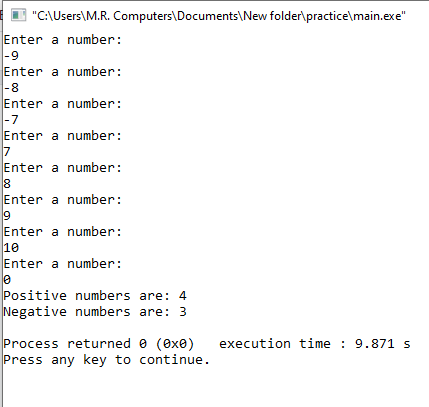 "C:\Users\M.R. Computers\Documents\New folder\practice\main.exe"
Enter a number:
-9
Enter a number:
-8
Enter a number:
-7
Enter a number:
7
Enter a number:
8
Enter a number:
9
Enter a number:
10
Enter a number:
0
Positive numbers are: 4
Negative numbers are: 3
Process returned 0 (0x0)   execution time : 9.871 s
Press any key to continue.